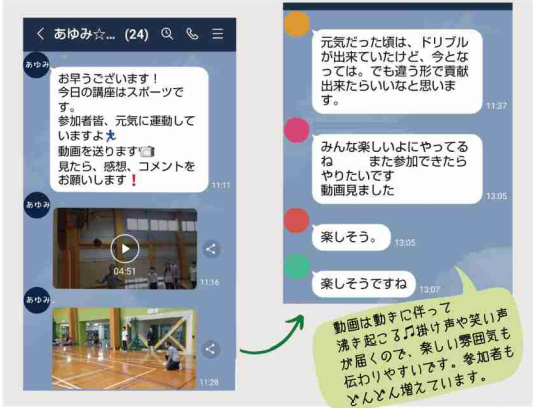 あゆみ☆... (24)
あゆみ
お早うございます！
今日の講座はスポーツで
す。
参加者皆、元気に運動して
いますよ🏃
動画を送ります📹
見たら、感想、コメントを
お願いします❗
11:11
あゆみ
04:51
11:16
あゆみ
11:28
元気だった頃は、ドリブル
が出来ていたけど、今とな
っては。でも違う形で貢献
出来たらいいなと思いま
す。
11:37
みんな楽しいよにやってる
ね　　また参加できたら
やりたいです
動画見ました
13:05
楽しそう。
13:05
楽しそうですね
13:07
動画は動きに伴って
沸き起こる♫掛け声や笑い声
が届くので、楽しい雰囲気も
伝わりやすいです。参加者も
どんどん増えています。